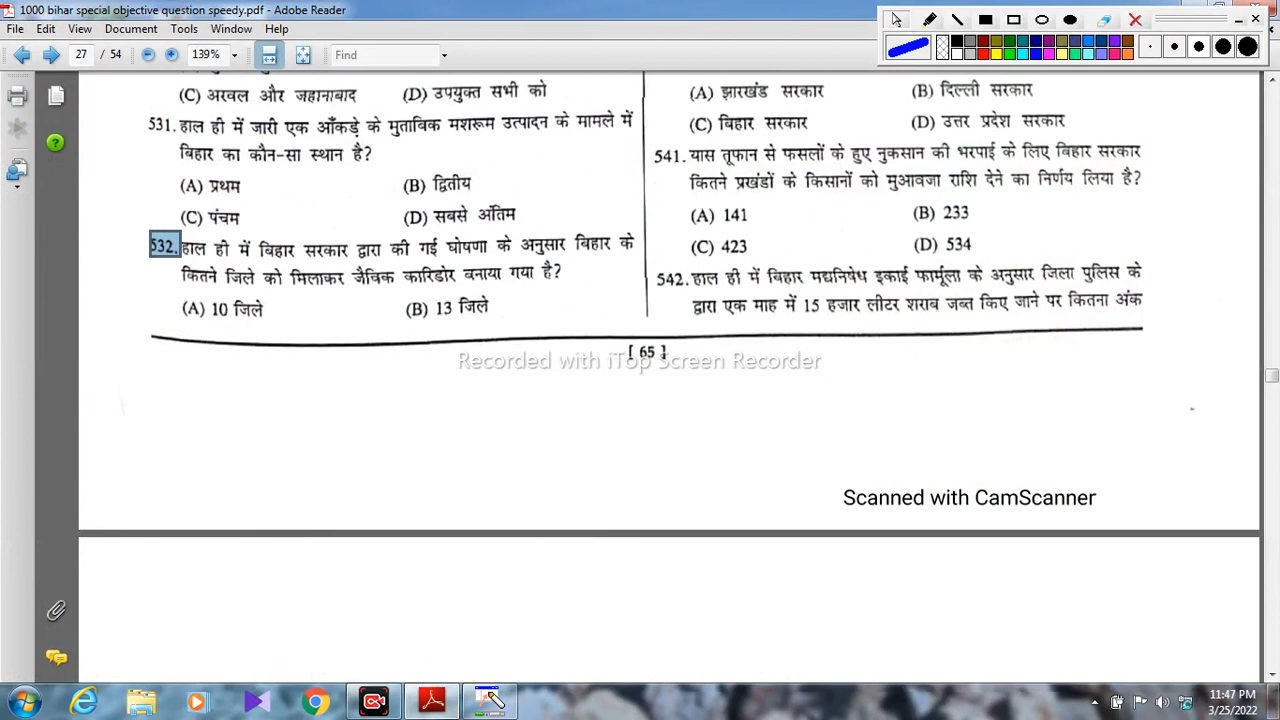 1000 bihar special objective question speedy.pdf - Adobe Reader
File Edit View Document Tools Window Help
27 / 54 139% Find
(C) अरवल और जहानाबाद (D) उपयुक्त सभी को
531. हाल ही में जारी एक आँकड़े के मुताबिक मशरूम उत्पादन के मामले में
बिहार का कौन-सा स्थान है?
(A) प्रथम (B) द्वितीय
(C) पंचम (D) सबसे अंतिम
532. हाल ही में बिहार सरकार द्वारा की गई घोषणा के अनुसार बिहार के
कितने जिले को मिलाकर जैविक कारिडोर बनाया गया है?
(A) 10 जिले (B) 13 जिले
(A) झारखंड सरकार (B) दिल्ली सरकार
(C) बिहार सरकार (D) उत्तर प्रदेश सरकार
541. यास तूफान से फसलों के हुए नुकसान की भरपाई के लिए बिहार सरकार
कितने प्रखंडों के किसानों को मुआवजा राशि देने का निर्णय लिया है?
(A) 141 (B) 233
(C) 423 (D) 534
542. हाल ही में बिहार मद्यनिषेध इकाई फार्मूला के अनुसार जिला पुलिस के
द्वारा एक माह में 15 हजार लीटर शराब जब्त किए जाने पर कितना अंक
[ 65 ]
Recorded with iTop Screen Recorder
Scanned with CamScanner
11:47 PM
3/25/2022